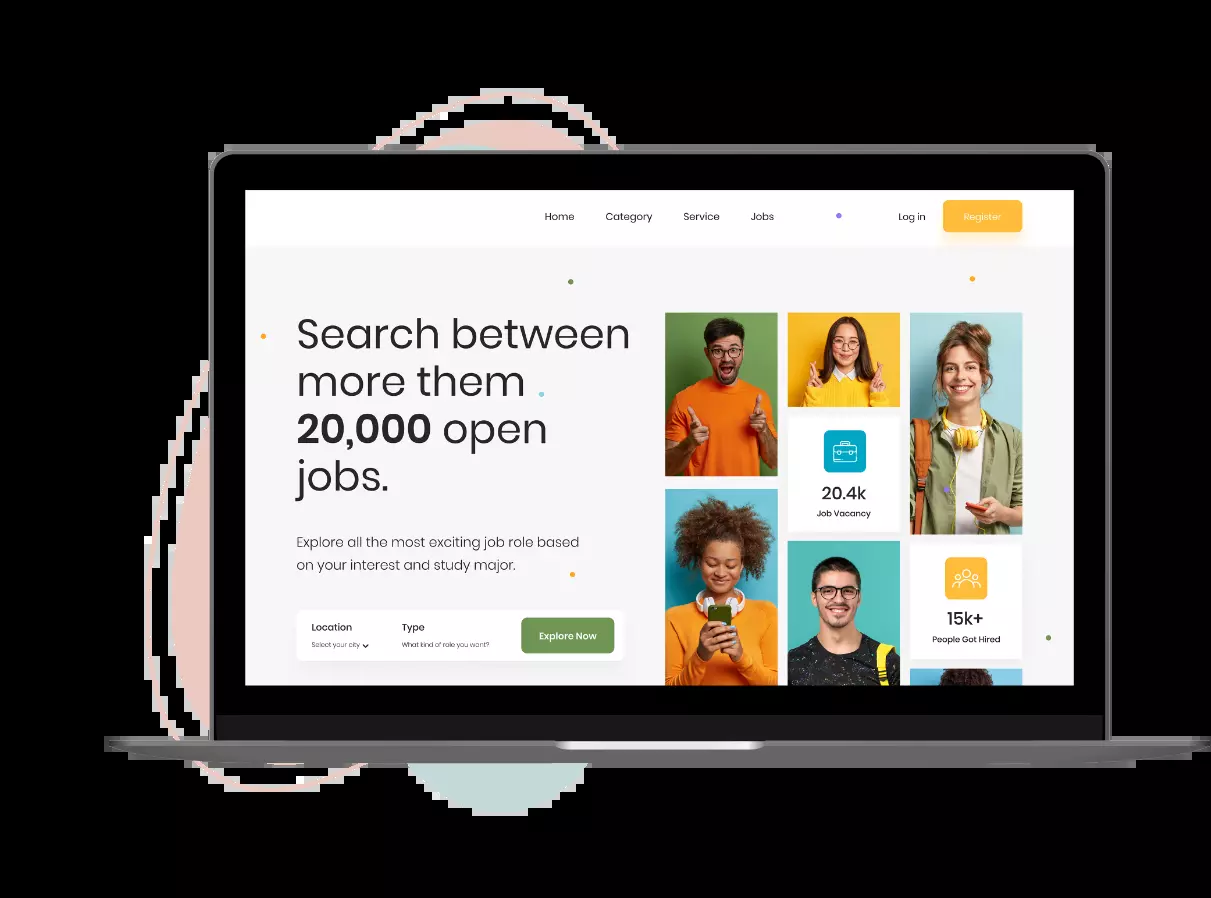 Home Category Service Jobs Log in Register
Search between
more them
20,000 open
jobs.
Explore all the most exciting job role based
on your interest and study major.
Location
Select your city
Type
What kind of role you want?
Explore Now
20.4k
Job Vacancy
15k+
People Got Hired